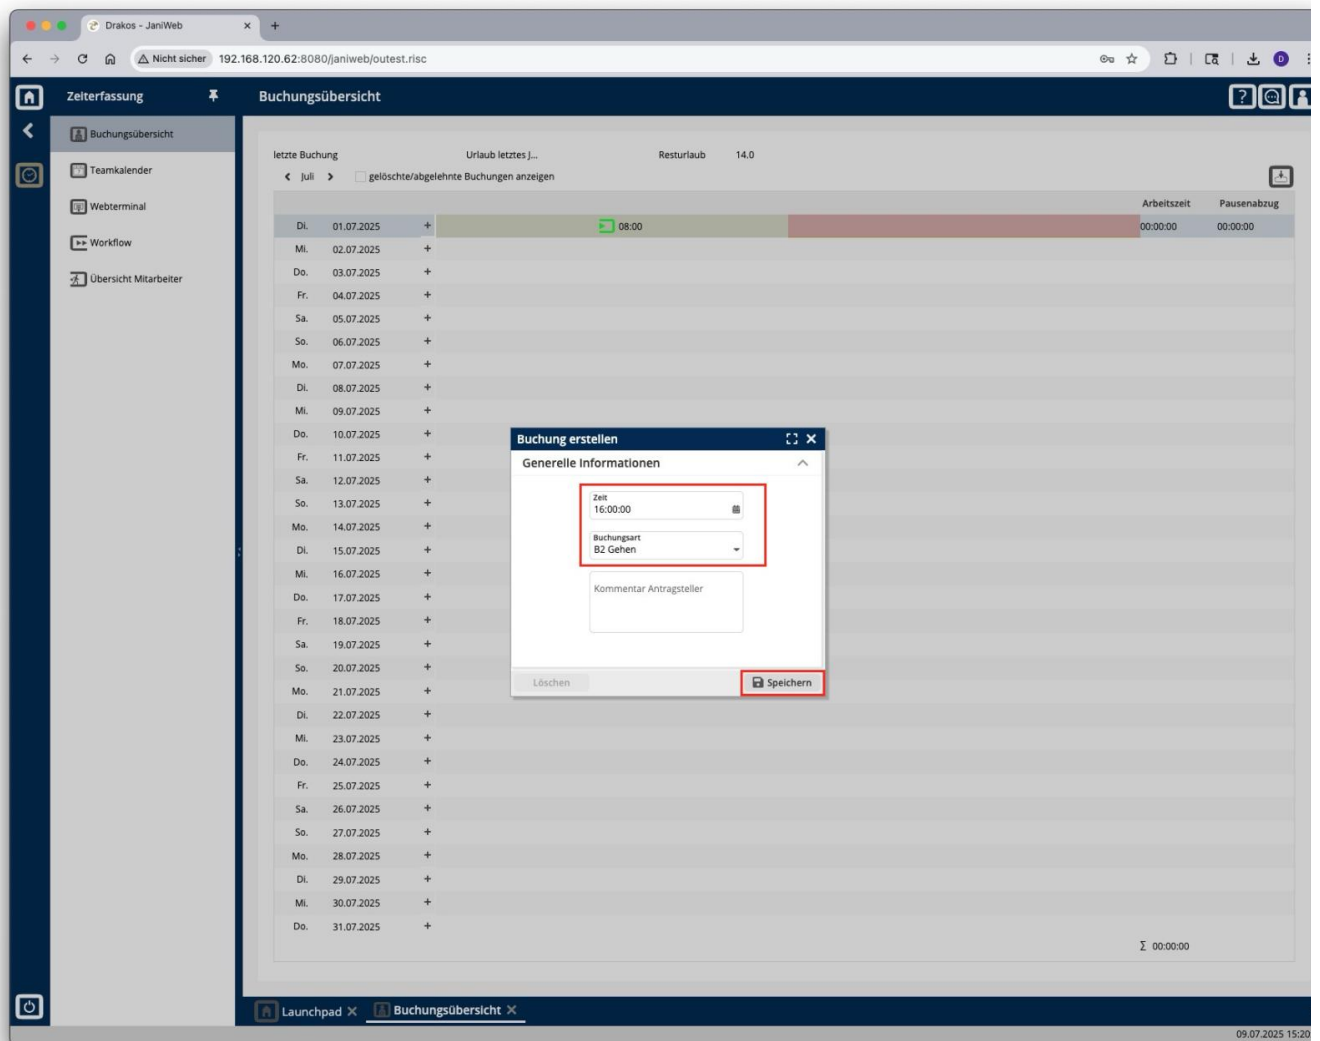 Drakos - JaniWeb
Nicht sicher 192.168.120.62:8080/janiweb/outest.risc
D
Zeiterfassung
Buchungsübersicht
Buchungsübersicht
Teamkalender
Webterminal
Workflow
Übersicht Mitarbeiter
letzte Buchung Urlaub letztes J... Resturlaub 14.0
Juli gelöschte/abgelehnte Buchungen anzeigen
Arbeitszeit Pausenabzug
Di. 01.07.2025 + 08:00 00:00:00 00:00:00
Mi. 02.07.2025 +
Do. 03.07.2025 +
Fr. 04.07.2025 +
Sa. 05.07.2025 +
So. 06.07.2025 +
Mo. 07.07.2025 +
Di. 08.07.2025 +
Mi. 09.07.2025 +
Do. 10.07.2025 +
Fr. 11.07.2025 +
Sa. 12.07.2025 +
So. 13.07.2025 +
Mo. 14.07.2025 +
Di. 15.07.2025 +
Mi. 16.07.2025 +
Do. 17.07.2025 +
Fr. 18.07.2025 +
Sa. 19.07.2025 +
So. 20.07.2025 +
Mo. 21.07.2025 +
Di. 22.07.2025 +
Mi. 23.07.2025 +
Do. 24.07.2025 +
Fr. 25.07.2025 +
Sa. 26.07.2025 +
So. 27.07.2025 +
Mo. 28.07.2025 +
Di. 29.07.2025 +
Mi. 30.07.2025 +
Do. 31.07.2025 +
Σ 00:00:00
Buchung erstellen
Generelle Informationen
Zeit
16:00:00
Buchungsart
B2 Gehen
Kommentar Antragsteller
Löschen Speichern
Launchpad Buchungsübersicht
09.07.2025 15:20